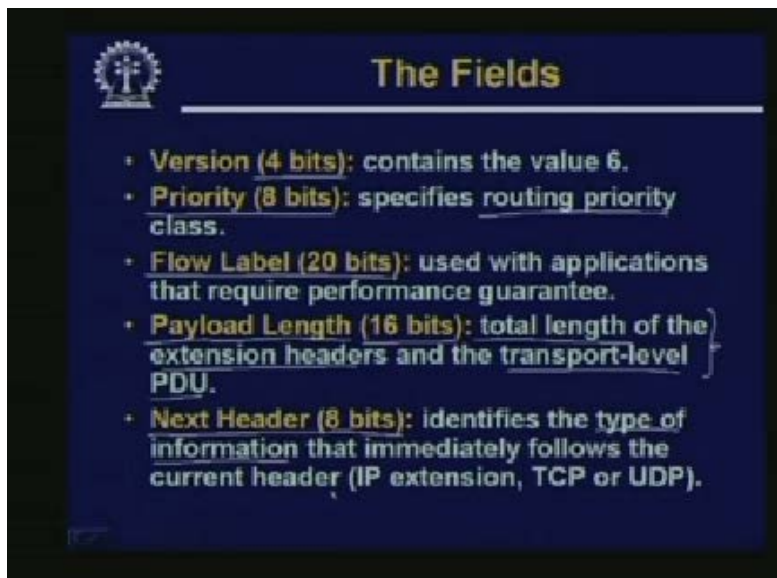 The Fields
• Version (4 bits): contains the value 6.
• Priority (8 bits): specifies routing priority
class.
• Flow Label (20 bits): used with applications
that require performance guarantee.
• Payload Length (16 bits): total length of the
extension headers and the transport-level
PDU.
• Next Header (8 bits): identifies the type of
information that immediately follows the
current header (IP extension, TCP or UDP).